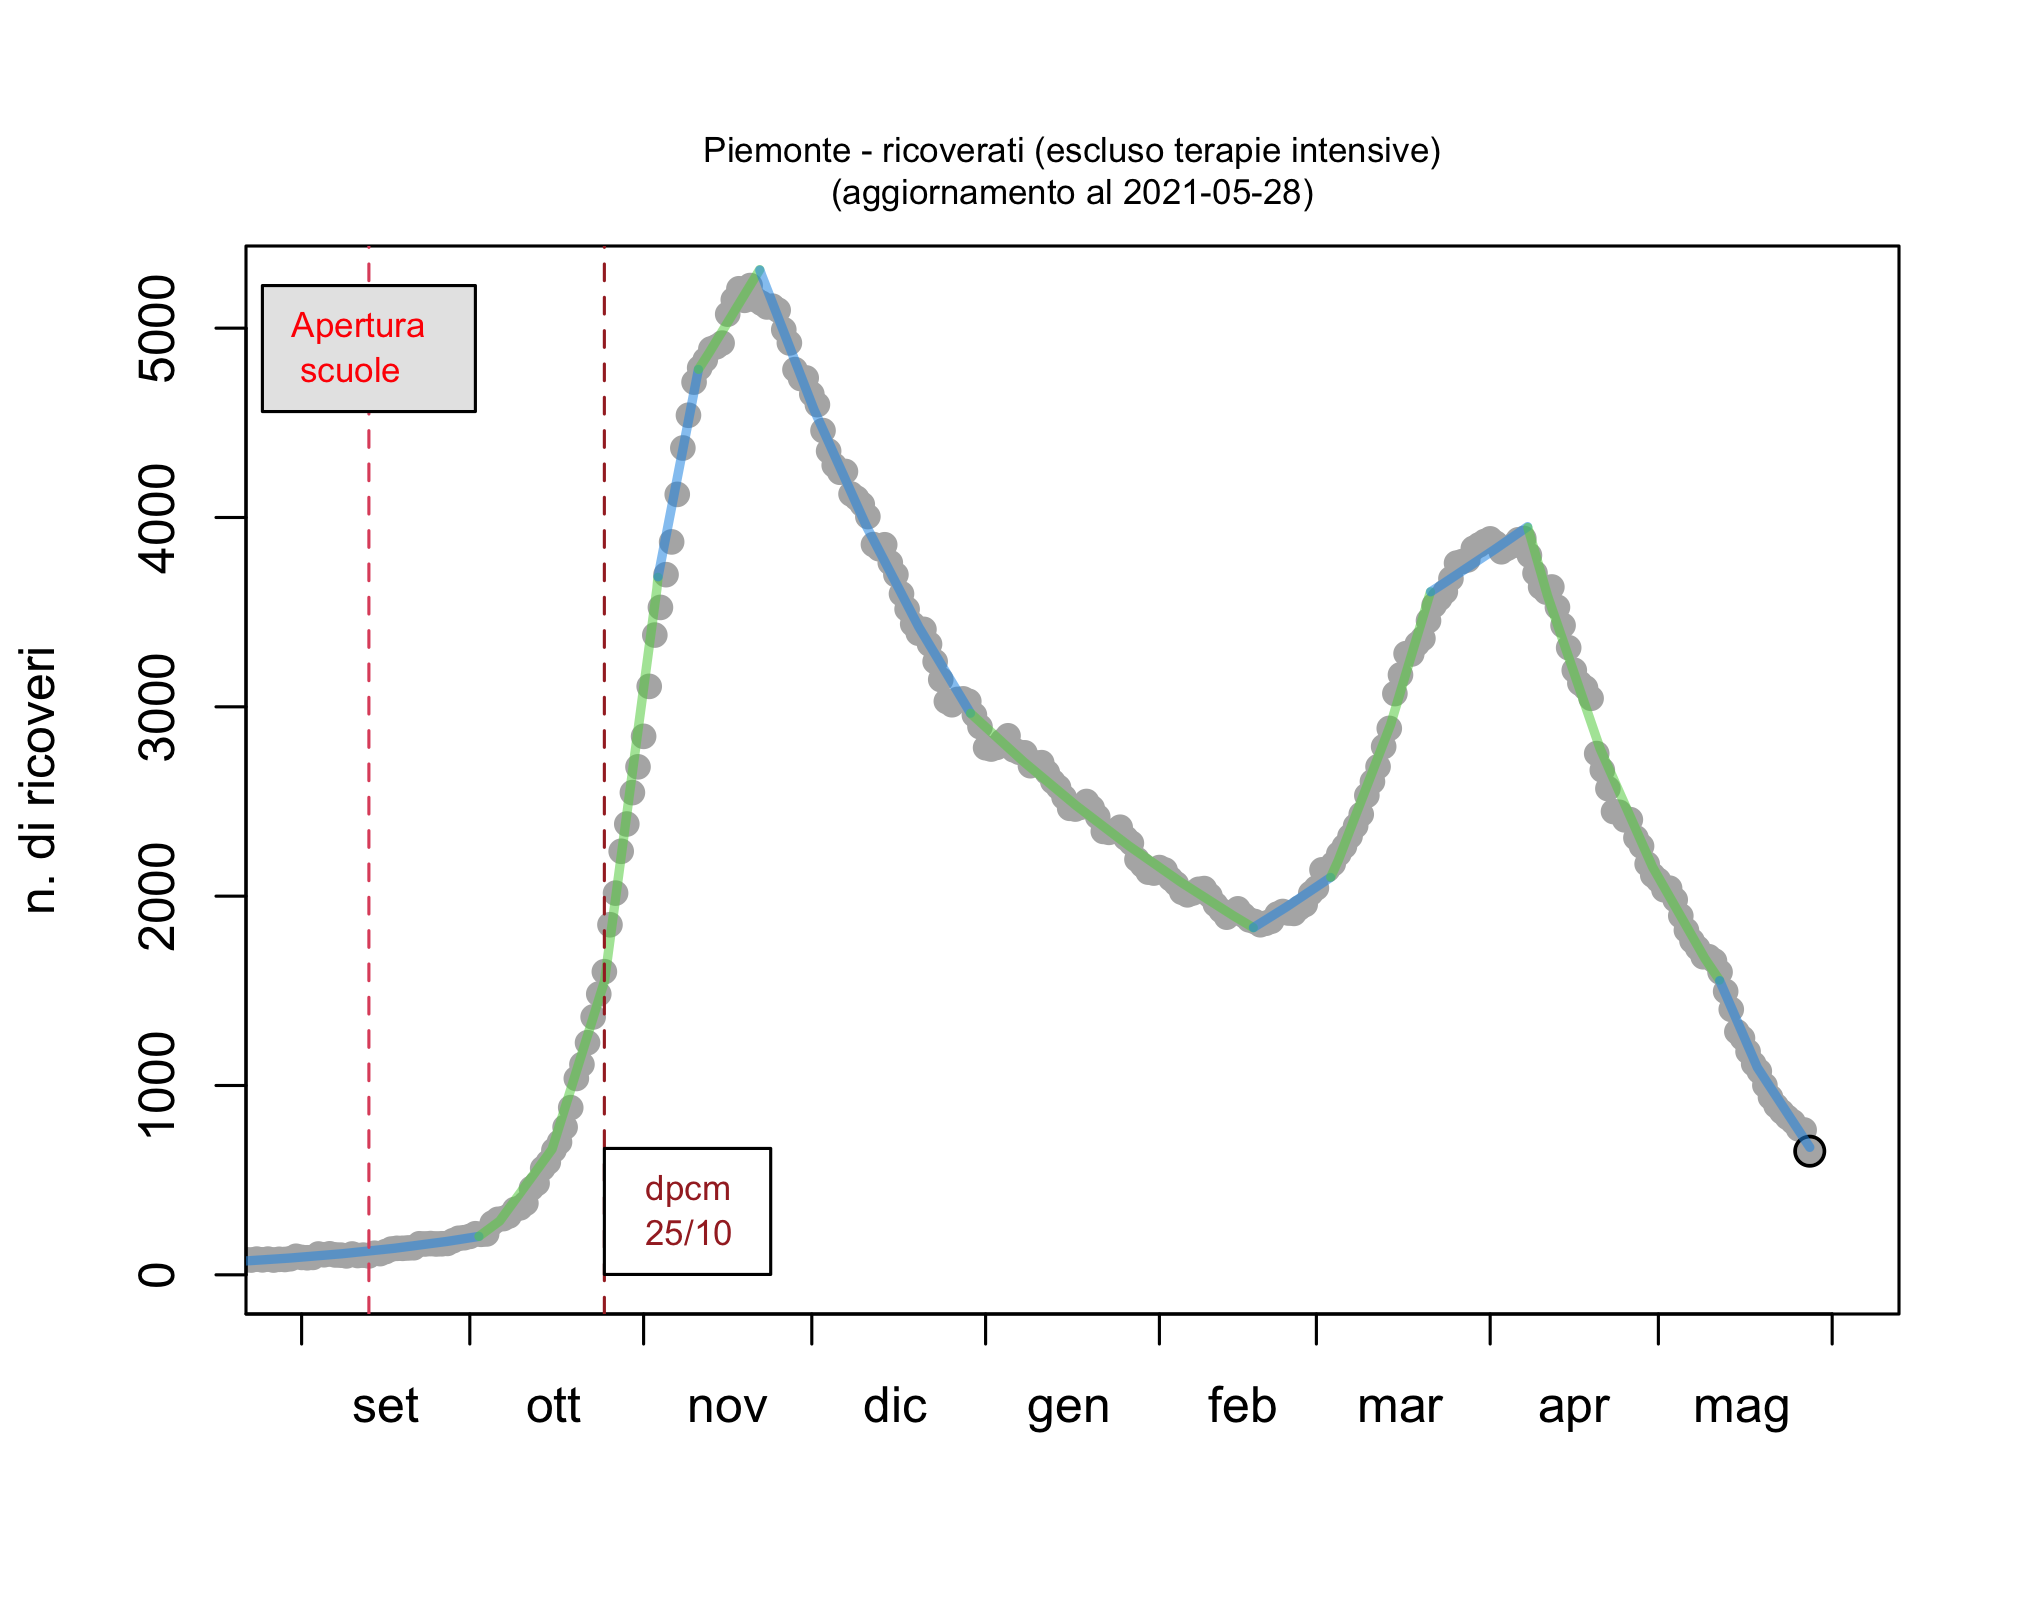 Piemonte - ricoverati (escluso terapie intensive)
(aggiornamento al 2021-05-28)
n. di ricoveri
5000
4000
3000
2000
1000
0
Apertura
scuole
dpcm
25/10
set ott nov dic gen feb mar apr mag